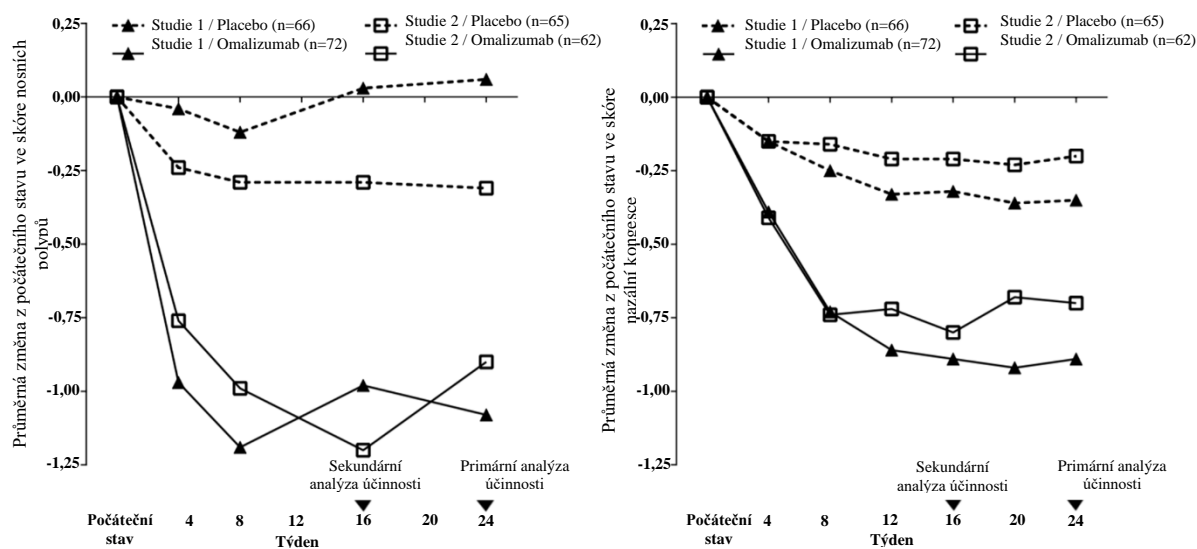 0,25
Studie 1 / Placebo (n=66)
Studie 2 / Placebo (n=65)
Studie 1 / Omalizumab (n=72)
Studie 2 / Omalizumab (n=62)
0,00
-0,25
-0,50
-0,75
-1,00
-1,25
Průměrná změna z počátečního stavu ve skóre nosních
polypů
Sekundární
analýza účinnosti
Primární analýza
účinnosti
Počáteční
stav
4
8
12
16
20
24
Týden
0,25
Studie 1 / Placebo (n=66)
Studie 2 / Placebo (n=65)
Studie 1 / Omalizumab (n=72)
Studie 2 / Omalizumab (n=62)
0,00
-0,25
-0,50
-0,75
-1,00
-1,25
Průměrná změna z počátečního stavu ve skóre
nazální kongesce
Sekundární
analýza účinnosti
Primární analýza
účinnosti
Počáteční
stav
4
8
12
16
20
24
Týden